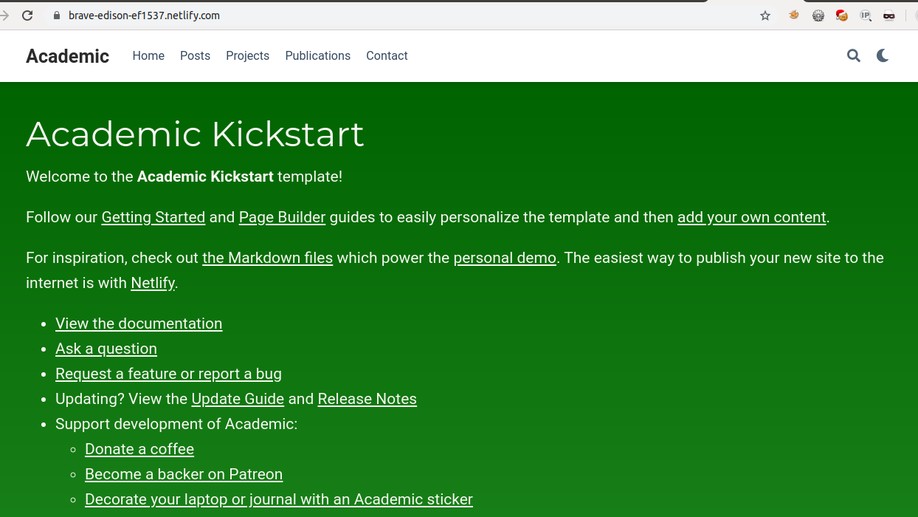 brave-edison-ef1537.netlify.com
IP
Academic Home Posts Projects Publications Contact
Academic Kickstart
Welcome to the Academic Kickstart template!
Follow our Getting Started and Page Builder guides to easily personalize the template and then add your own content.
For inspiration, check out the Markdown files which power the personal demo. The easiest way to publish your new site to the
internet is with Netlify.
View the documentation
Ask a question
Request a feature or report a bug
Updating? View the Update Guide and Release Notes
Support development of Academic:
Donate a coffee
Become a backer on Patreon
Decorate your laptop or journal with an Academic sticker